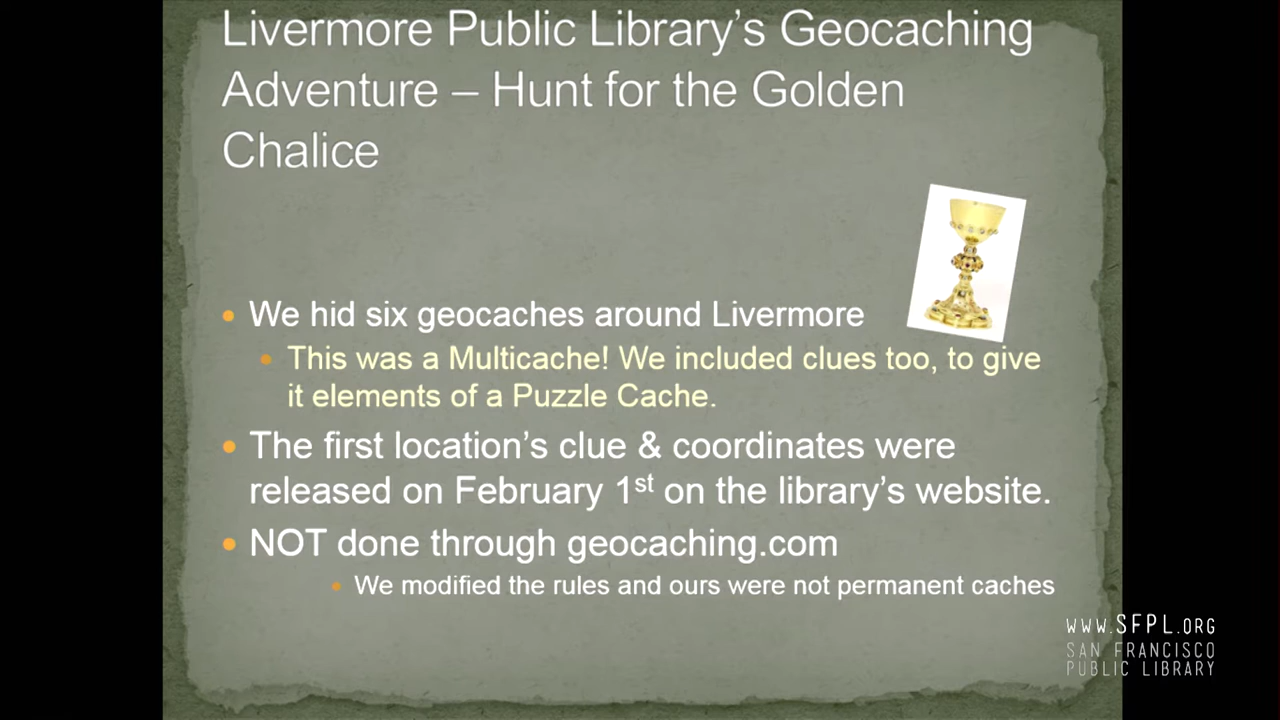 Livermore Public Library’s Geocaching
Adventure – Hunt for the Golden
Chalice
• We hid six geocaches around Livermore
• This was a Multicache! We included clues too, to give
it elements of a Puzzle Cache.
• The first location’s clue & coordinates were
released on February 1st on the library’s website.
• NOT done through geocaching.com
• We modified the rules and ours were not permanent caches
WWW.SFPL.ORG
SAN FRANCISCO
PUBLIC LIBRARY